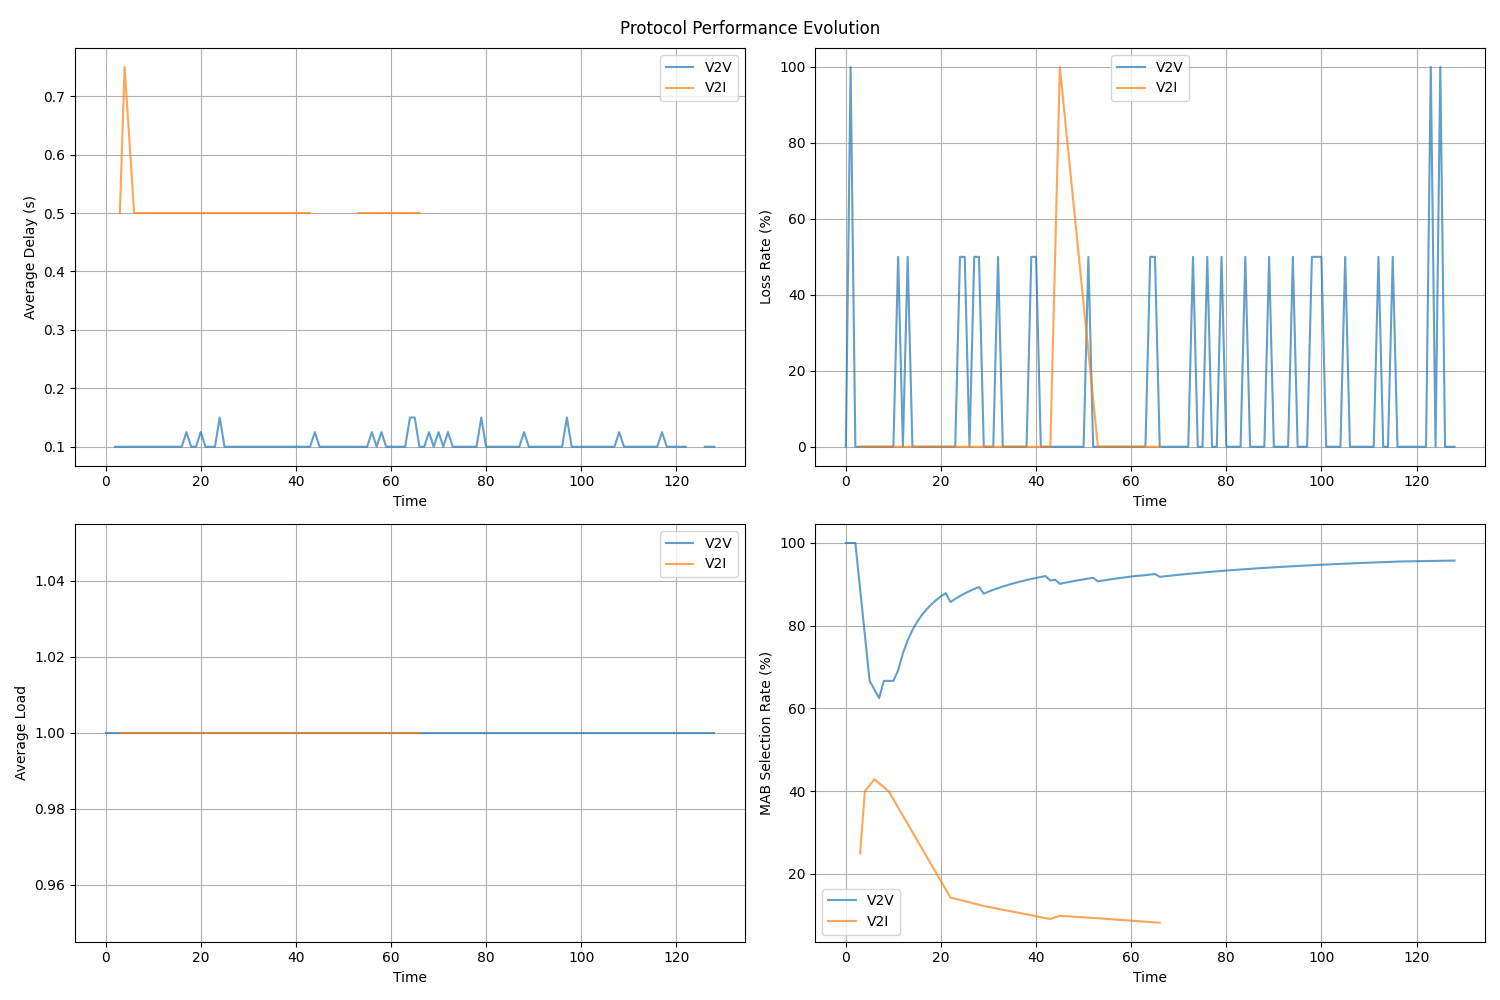 Protocol Performance Evolution
Average Delay (s)
0.7
0.6
0.5
0.4
0.3
0.2
0.1
0 20 40 60 80 100 120
Time
V2V
V2I
Loss Rate (%)
100
80
60
40
20
0
0 20 40 60 80 100 120
Time
V2V
V2I
Average Load
1.04
1.02
1.00
0.98
0.96
0 20 40 60 80 100 120
Time
V2V
V2I
MAB Selection Rate (%)
100
80
60
40
20
0 20 40 60 80 100 120
Time
V2V
V2I